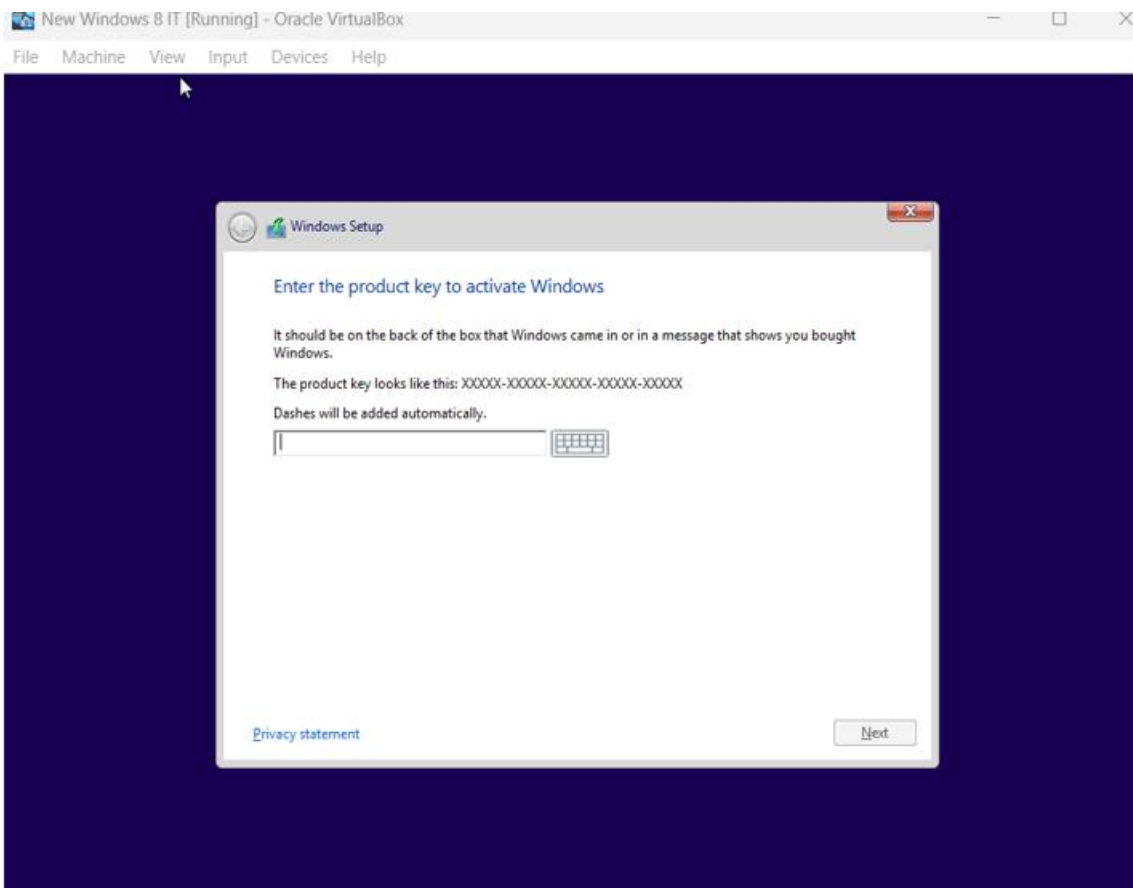 New Windows 8 IT [Running] - Oracle VirtualBox
File Machine View Input Devices Help
Windows Setup
Enter the product key to activate Windows
It should be on the back of the box that Windows came in or in a message that shows you bought
Windows.
The product key looks like this: XXXXX-XXXXX-XXXXX-XXXXX-XXXXX
Dashes will be added automatically.
Privacy statement
Next